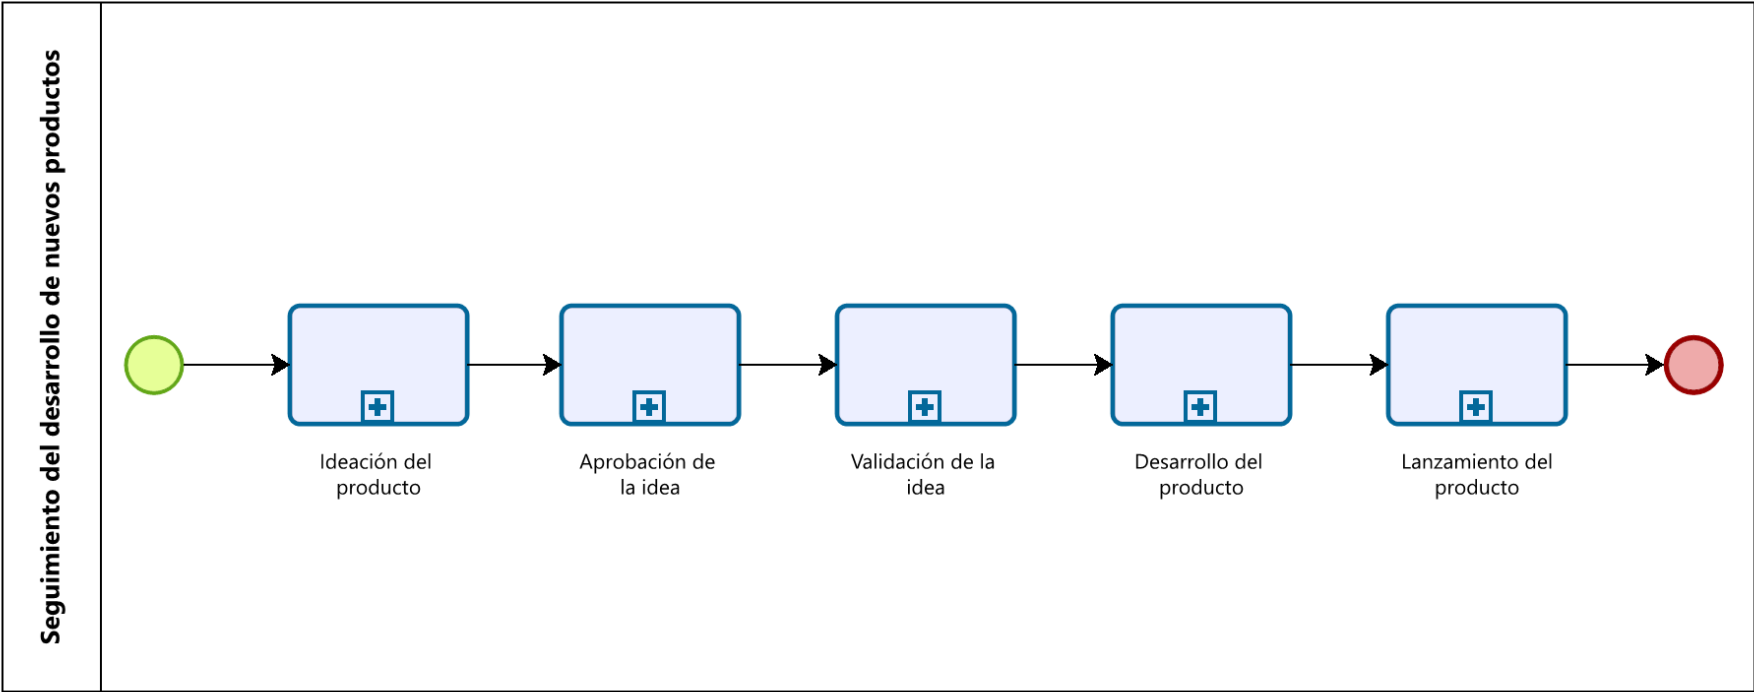 Seguimiento del desarrollo de nuevos productos
Ideación del
producto
Aprobación de
la idea
Validación de la
idea
Desarrollo del
producto
Lanzamiento del
producto